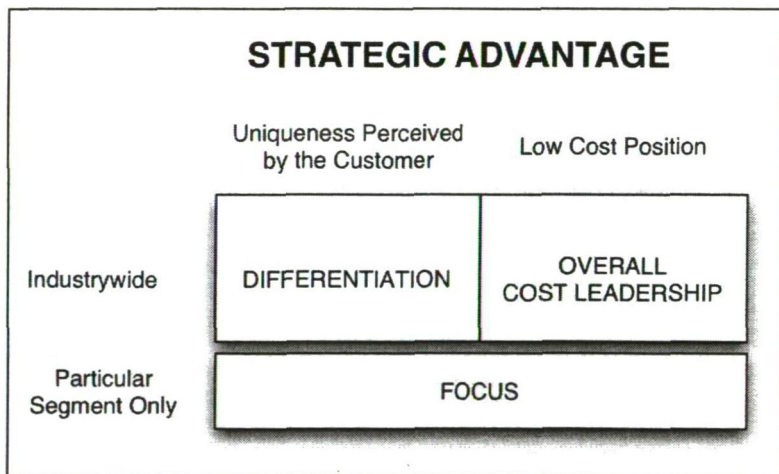 STRATEGIC ADVANTAGE
Uniqueness Perceived
by the Customer
Low Cost Position
Industrywide
DIFFERENTIATION
OVERALL
COST LEADERSHIP
Particular
Segment Only
FOCUS